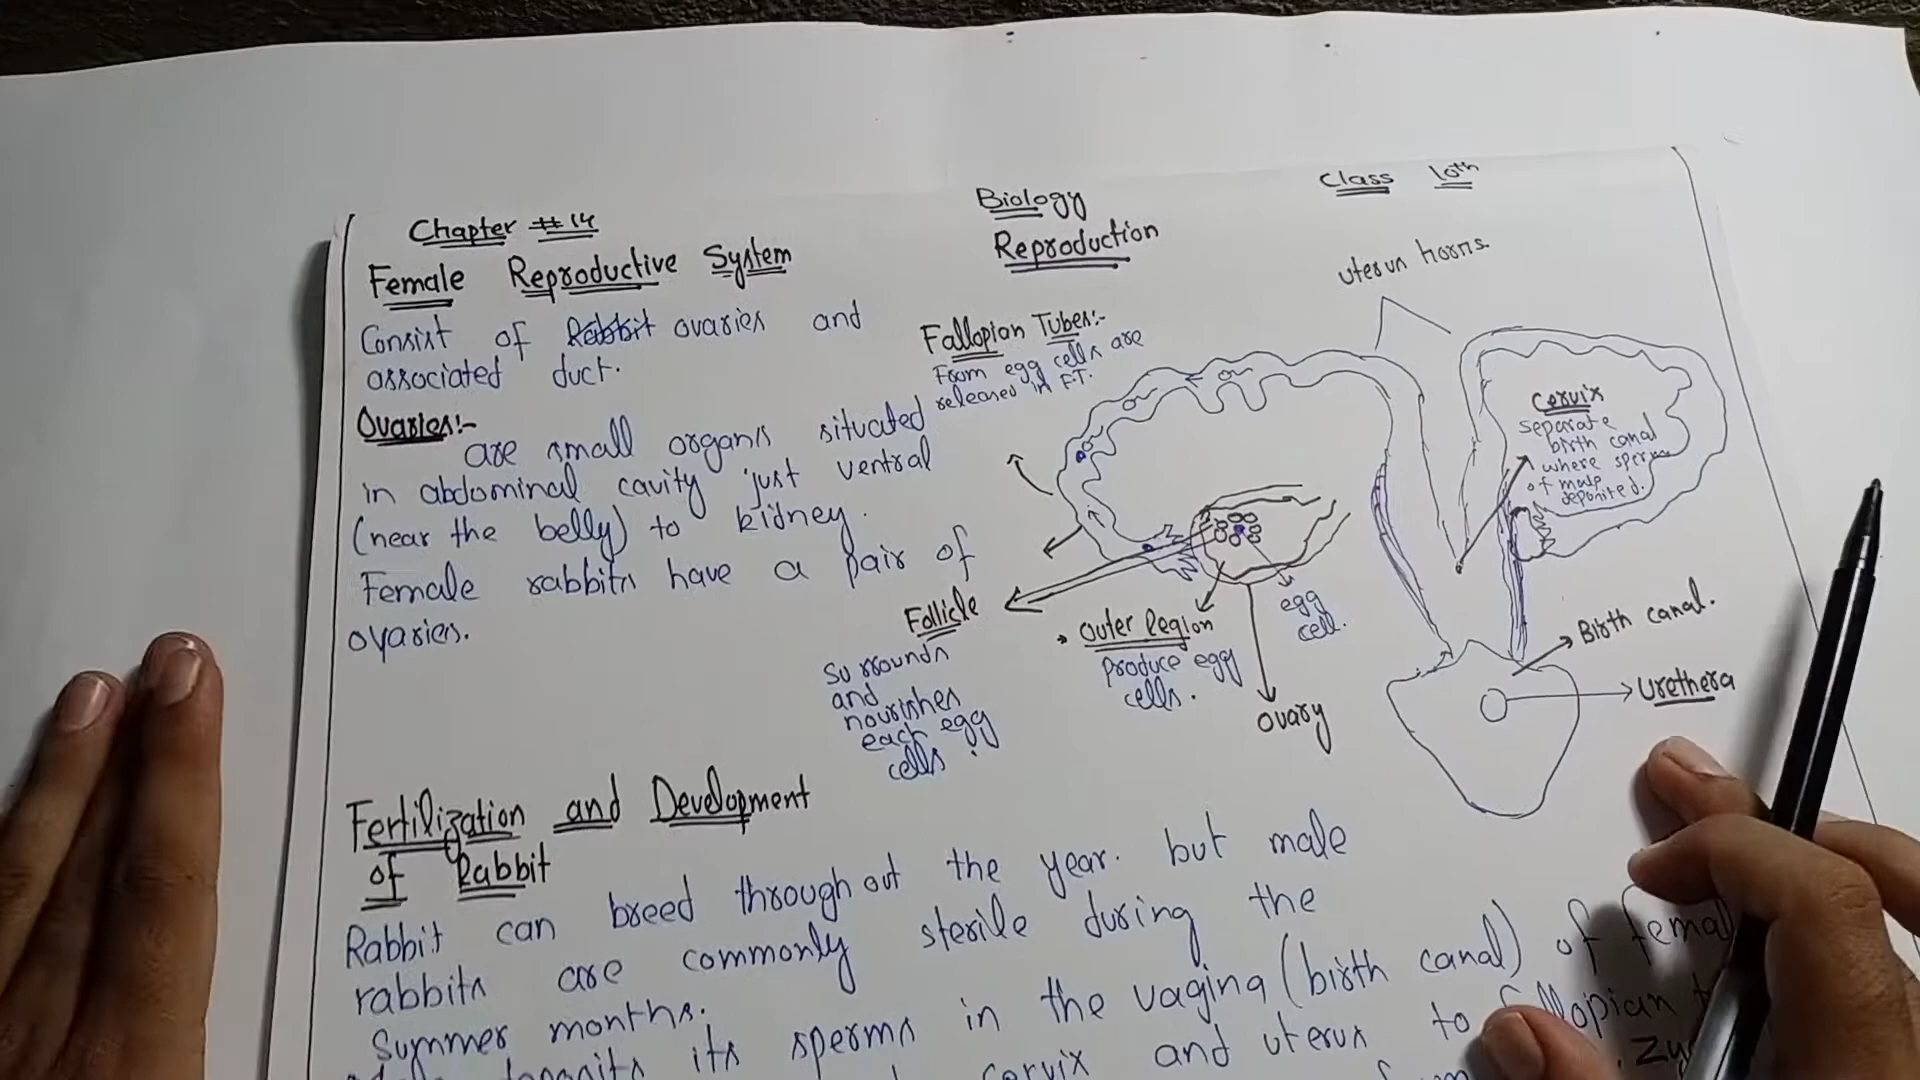 Chapter # 14
Biology
Class 10th
Female Reproductive System
Reproduction
Consist of Rabbit ovaries and
associated duct.
Ovaries:-
are small organs situated
in abdominal cavity just ventral
(near the belly) to kidney.
Female rabbits have a pair of
ovaries.
Fallopian Tubes:-
From egg cells are
released in F.T.
uterun horns.
Cervix
separate
birth canal
where sperm
of male
deposited.
Follicle
surrounds
and
nourishes
each egg
cells.
Outer Region
produce egg
cells.
egg
cell.
ovary
Birth canal.
Urethera
Fertilization and Development
of Rabbit
Rabbit can breed throughout the year. but male
rabbits are commonly sterile during the
Summer months.
its sperms in the vagina (birth canal) of
cervix and uterus to fallopian